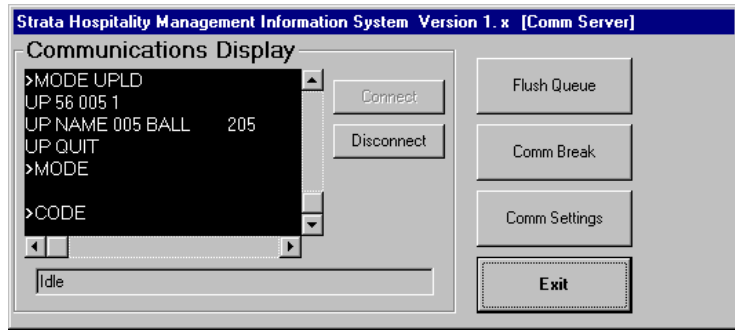 Strata Hospitality Management Information System Version 1. x [Comm Server]
Communications Display
>MODE UPLD
UP 56 005 1
UP NAME 005 BALL 205
UP QUIT
>MODE
>CODE
Connect
Disconnect
Idle
Flush Queue
Comm Break
Comm Settings
Exit